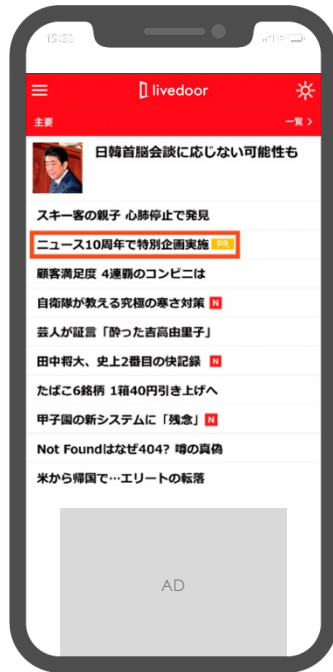 15:31
livedoor
主要
一覧 >
日韓首脳会談に応じない可能性も
スキー客の親子 心肺停止で発見
ニュース10周年で特別企画実施 PR
顧客満足度 4連覇のコンビニは
自衛隊が教える究極の寒さ対策 N
芸人が証言「酔った吉高由里子」
田中将大、史上2番目の快記録 N
たばこ6銘柄 1箱40円引き上げへ
甲子園の新システムに「残念」 N
Not Foundはなぜ404? 噂の真偽
米から帰国で…エリートの転落
AD